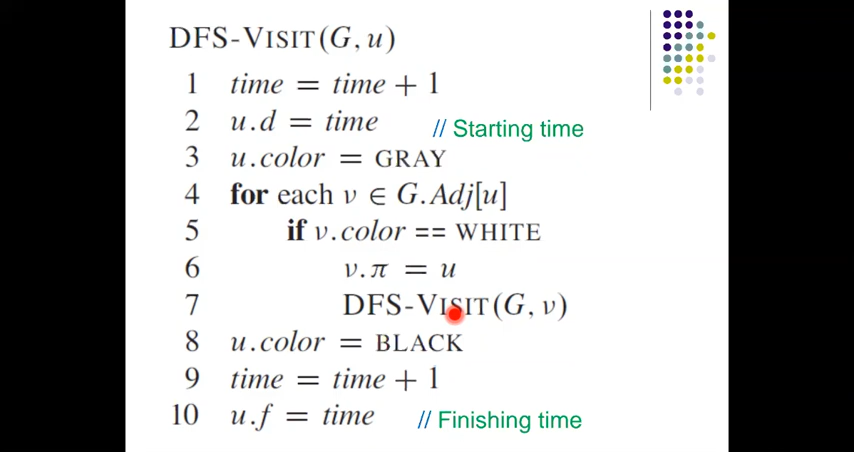 DFS-VISIT(G, u)
1 time = time + 1
2 u.d = time // Starting time
3 u.color = GRAY
4 for each v ∈ G.Adj[u]
5 if v.color == WHITE
6 v.π = u
7 DFS-VISIT(G, v)
8 u.color = BLACK
9 time = time + 1
10 u.f = time // Finishing time